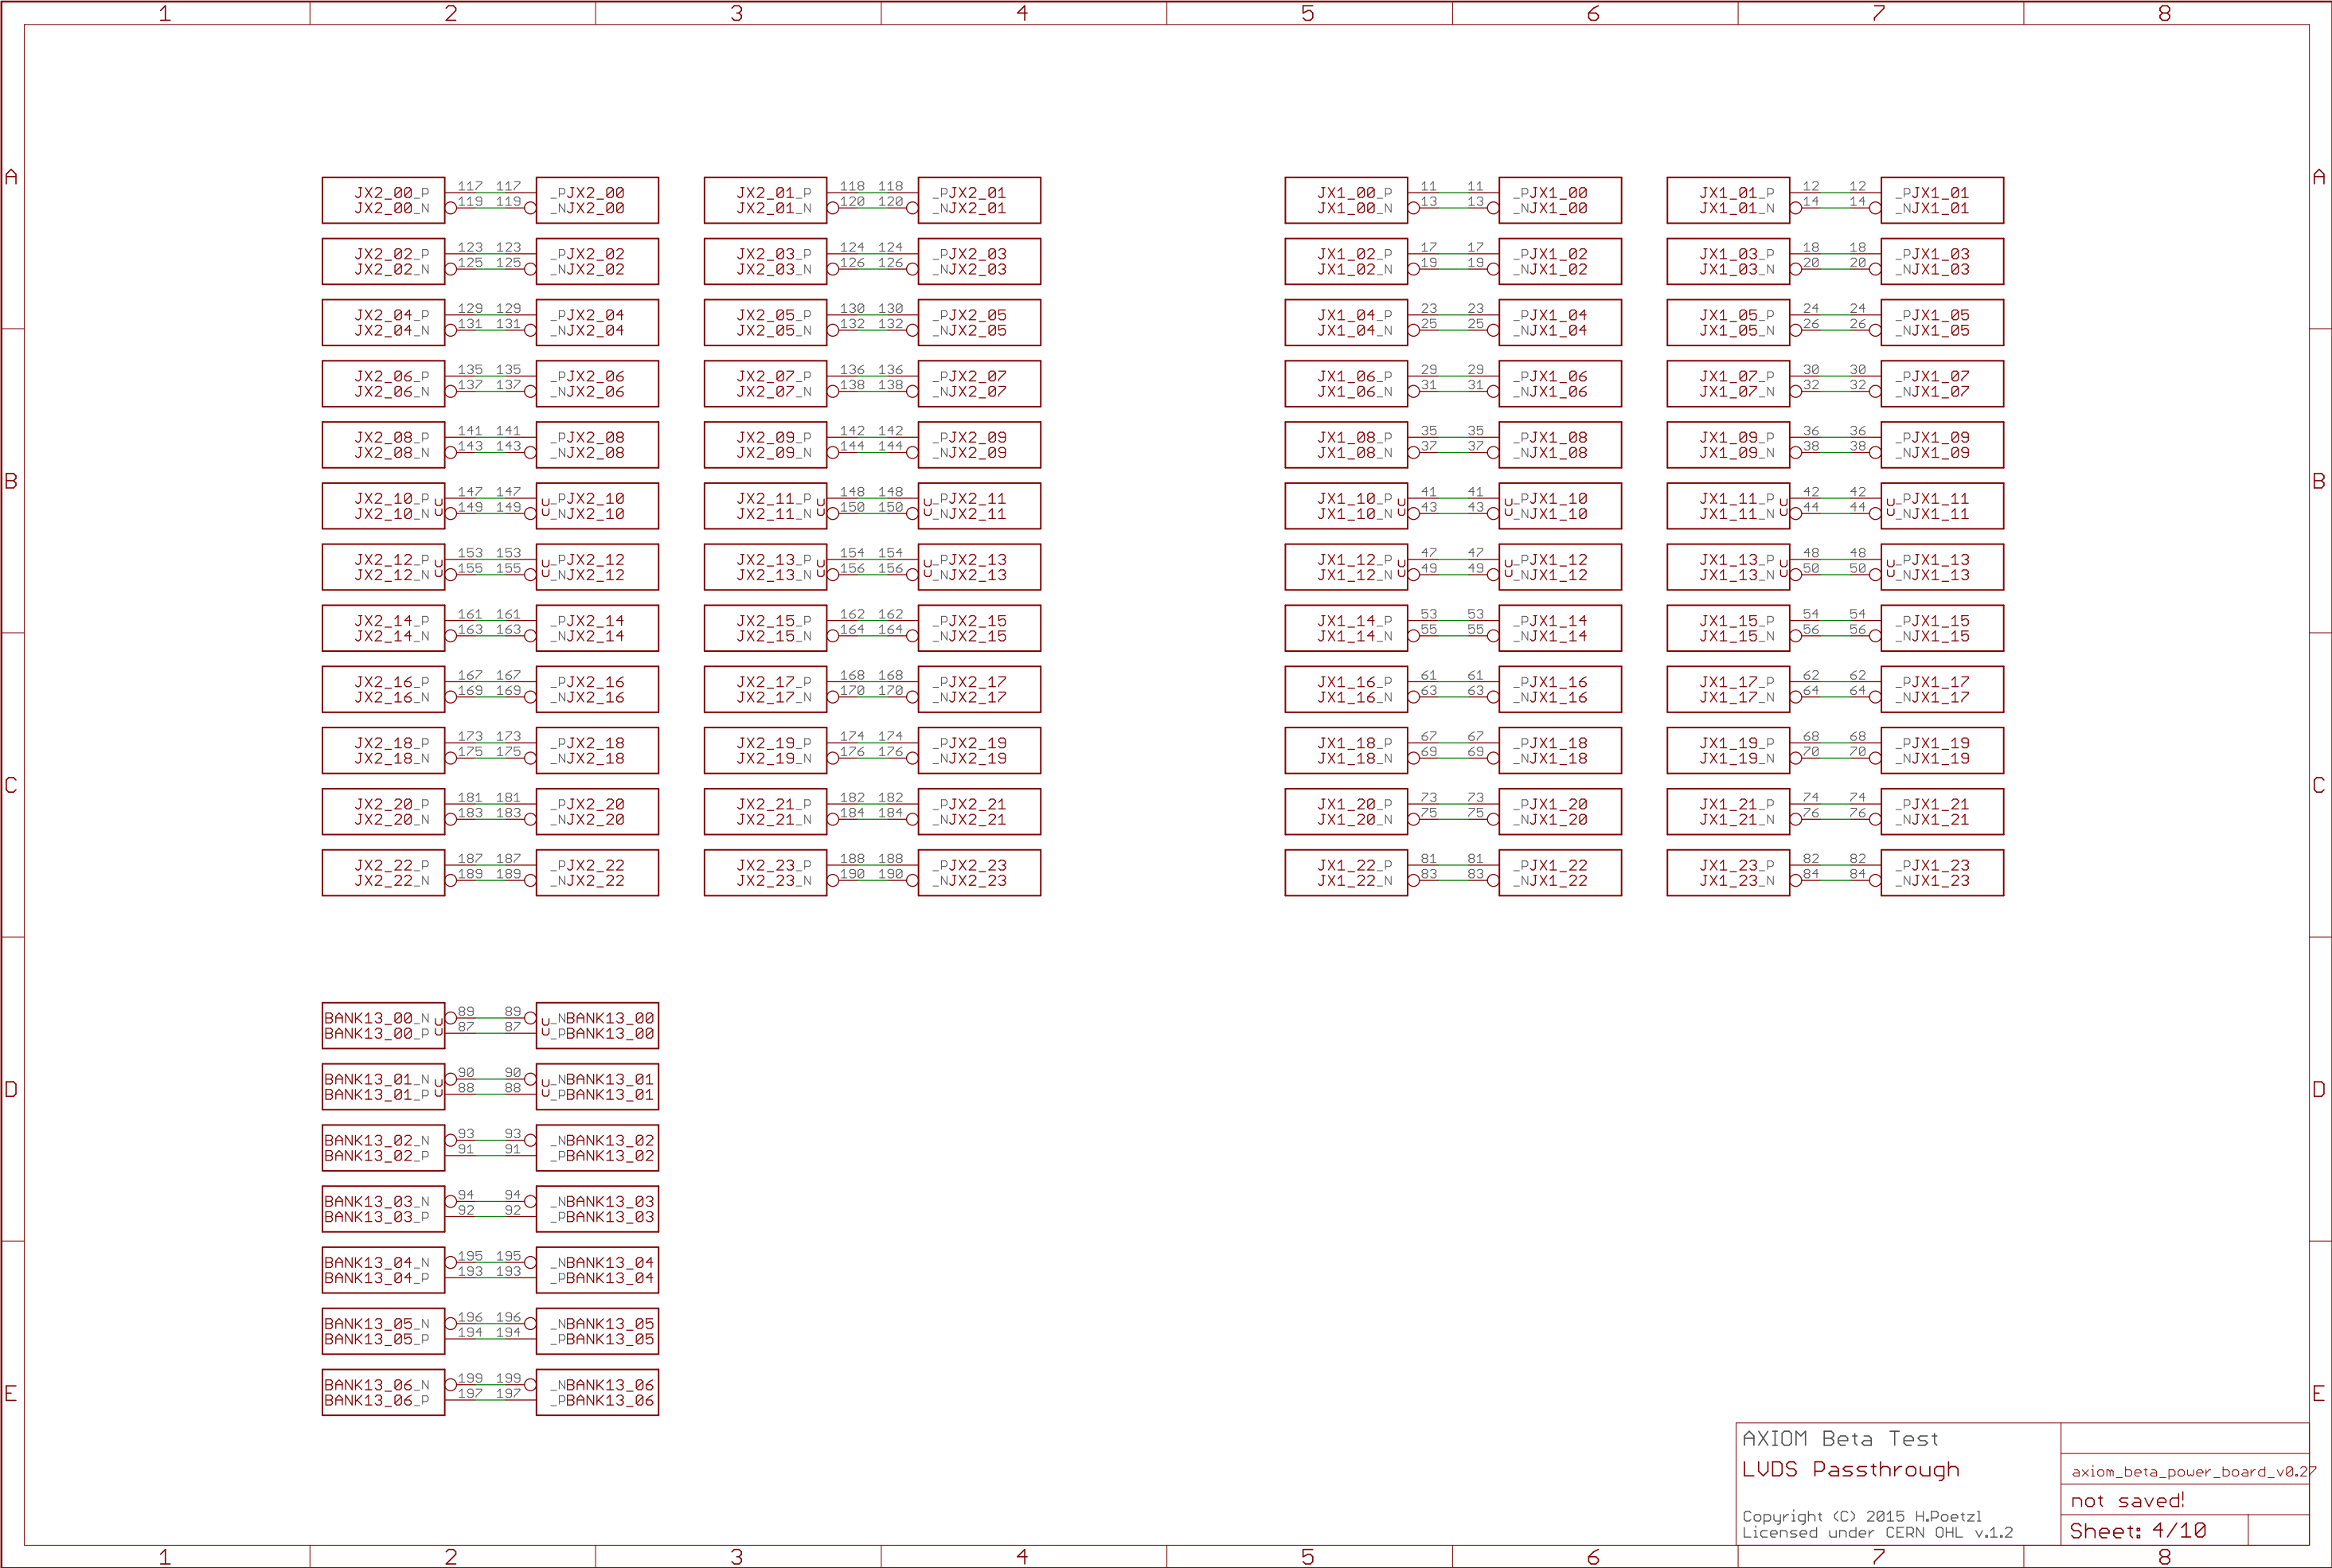 1 2 3 4 5 6 7 8
A A
JX2_00_P 117 117 _PJX2_00 JX2_01_P 118 118 _PJX2_01 JX1_00_P 11 11 _PJX1_00 JX1_01_P 12 12 _PJX1_01
JX2_00_N 119 119 _NJX2_00 JX2_01_N 120 120 _NJX2_01 JX1_00_N 13 13 _NJX1_00 JX1_01_N 14 14 _NJX1_01
JX2_02_P 123 123 _PJX2_02 JX2_03_P 124 124 _PJX2_03 JX1_02_P 17 17 _PJX1_02 JX1_03_P 18 18 _PJX1_03
JX2_02_N 125 125 _NJX2_02 JX2_03_N 126 126 _NJX2_03 JX1_02_N 19 19 _NJX1_02 JX1_03_N 20 20 _NJX1_03
JX2_04_P 129 129 _PJX2_04 JX2_05_P 130 130 _PJX2_05 JX1_04_P 23 23 _PJX1_04 JX1_05_P 24 24 _PJX1_05
JX2_04_N 131 131 _NJX2_04 JX2_05_N 132 132 _NJX2_05 JX1_04_N 25 25 _NJX1_04 JX1_05_N 26 26 _NJX1_05
JX2_06_P 135 135 _PJX2_06 JX2_07_P 136 136 _PJX2_07 JX1_06_P 29 29 _PJX1_06 JX1_07_P 30 30 _PJX1_07
JX2_06_N 137 137 _NJX2_06 JX2_07_N 138 138 _NJX2_07 JX1_06_N 31 31 _NJX1_06 JX1_07_N 32 32 _NJX1_07
JX2_08_P 141 141 _PJX2_08 JX2_09_P 142 142 _PJX2_09 JX1_08_P 35 35 _PJX1_08 JX1_09_P 36 36 _PJX1_09
JX2_08_N 143 143 _NJX2_08 JX2_09_N 144 144 _NJX2_09 JX1_08_N 37 37 _NJX1_08 JX1_09_N 38 38 _NJX1_09
B B
JX2_10_P 147 147 _PJX2_10 JX2_11_P 148 148 _PJX2_11 JX1_10_P 41 41 _PJX1_10 JX1_11_P 42 42 _PJX1_11
JX2_10_N 149 149 _NJX2_10 JX2_11_N 150 150 _NJX2_11 JX1_10_N 43 43 _NJX1_10 JX1_11_N 44 44 _NJX1_11
JX2_12_P 153 153 _PJX2_12 JX2_13_P 154 154 _PJX2_13 JX1_12_P 47 47 _PJX1_12 JX1_13_P 48 48 _PJX1_13
JX2_12_N 155 155 _NJX2_12 JX2_13_N 156 156 _NJX2_13 JX1_12_N 49 49 _NJX1_12 JX1_13_N 50 50 _NJX1_13
JX2_14_P 161 161 _PJX2_14 JX2_15_P 162 162 _PJX2_15 JX1_14_P 53 53 _PJX1_14 JX1_15_P 54 54 _PJX1_15
JX2_14_N 163 163 _NJX2_14 JX2_15_N 164 164 _NJX2_15 JX1_14_N 55 55 _NJX1_14 JX1_15_N 56 56 _NJX1_15
JX2_16_P 167 167 _PJX2_16 JX2_17_P 168 168 _PJX2_17 JX1_16_P 61 61 _PJX1_16 JX1_17_P 62 62 _PJX1_17
JX2_16_N 169 169 _NJX2_16 JX2_17_N 170 170 _NJX2_17 JX1_16_N 63 63 _NJX1_16 JX1_17_N 64 64 _NJX1_17
JX2_18_P 173 173 _PJX2_18 JX2_19_P 174 174 _PJX2_19 JX1_18_P 67 67 _PJX1_18 JX1_19_P 68 68 _PJX1_19
JX2_18_N 175 175 _NJX2_18 JX2_19_N 176 176 _NJX2_19 JX1_18_N 69 69 _NJX1_18 JX1_19_N 70 70 _NJX1_19
C C
JX2_20_P 181 181 _PJX2_20 JX2_21_P 182 182 _PJX2_21 JX1_20_P 73 73 _PJX1_20 JX1_21_P 74 74 _PJX1_21
JX2_20_N 183 183 _NJX2_20 JX2_21_N 184 184 _NJX2_21 JX1_20_N 75 75 _NJX1_20 JX1_21_N 76 76 _NJX1_21
JX2_22_P 187 187 _PJX2_22 JX2_23_P 188 188 _PJX2_23 JX1_22_P 81 81 _PJX1_22 JX1_23_P 82 82 _PJX1_23
JX2_22_N 189 189 _NJX2_22 JX2_23_N 190 190 _NJX2_23 JX1_22_N 83 83 _NJX1_22 JX1_23_N 84 84 _NJX1_23
BANK13_00_N 89 89 _NBANK13_00
BANK13_00_P 87 87 _PBANK13_00
BANK13_01_N 90 90 _NBANK13_01
D D
BANK13_01_P 88 88 _PBANK13_01
BANK13_02_N 93 93 _NBANK13_02
BANK13_02_P 91 91 _PBANK13_02
BANK13_03_N 94 94 _NBANK13_03
BANK13_03_P 92 92 _PBANK13_03
BANK13_04_N 195 195 _NBANK13_04
BANK13_04_P 193 193 _PBANK13_04
BANK13_05_N 196 196 _NBANK13_05
BANK13_05_P 194 194 _PBANK13_05
BANK13_06_N 199 199 _NBANK13_06
E E
BANK13_06_P 197 197 _PBANK13_06
AXIOM Beta Test
LVDS Passthrough
axiom_beta_power_board_v0.27
not saved!
Copyright (C) 2015 H.Poetzl
Licensed under CERN OHL v.1.2
Sheet: 4/10
1 2 3 4 5 6 7 8